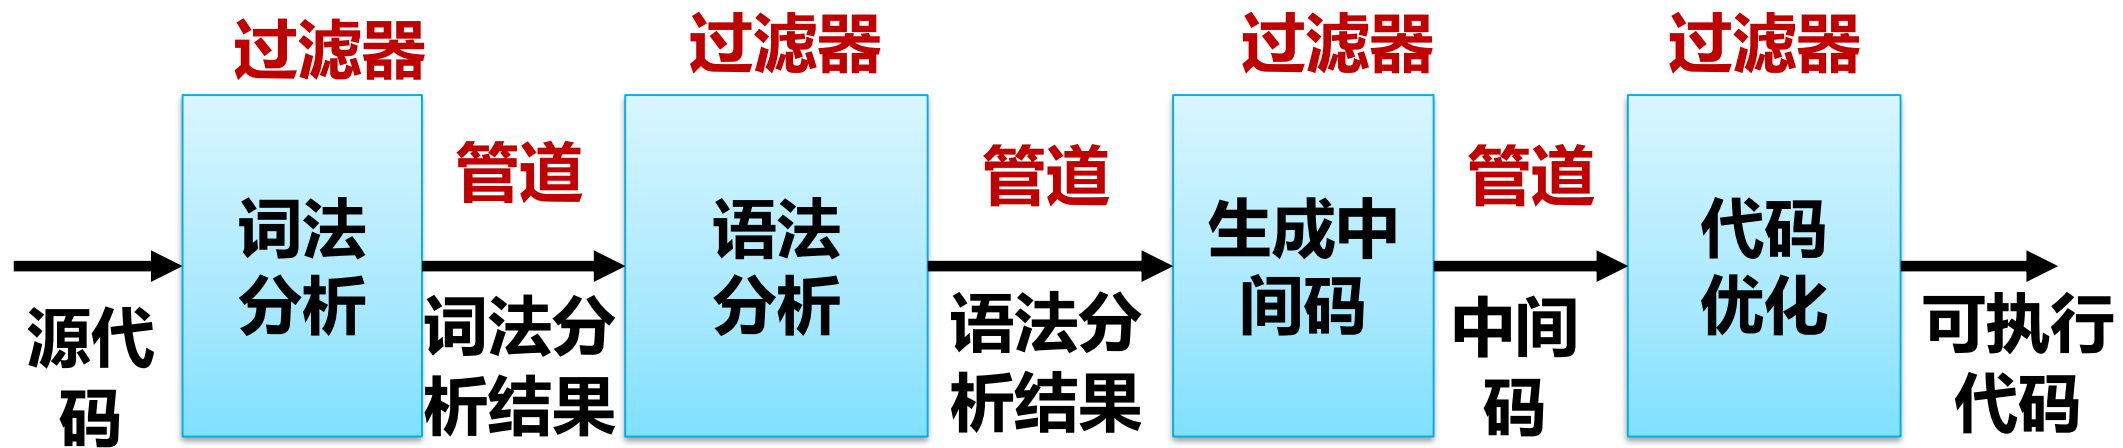 过滤器
过滤器
过滤器
过滤器
管道
管道
管道
词法
分析
语法
分析
生成中
间码
代码
优化
源代
码
词法分
析结果
语法分
析结果
中间
码
可执行
代码